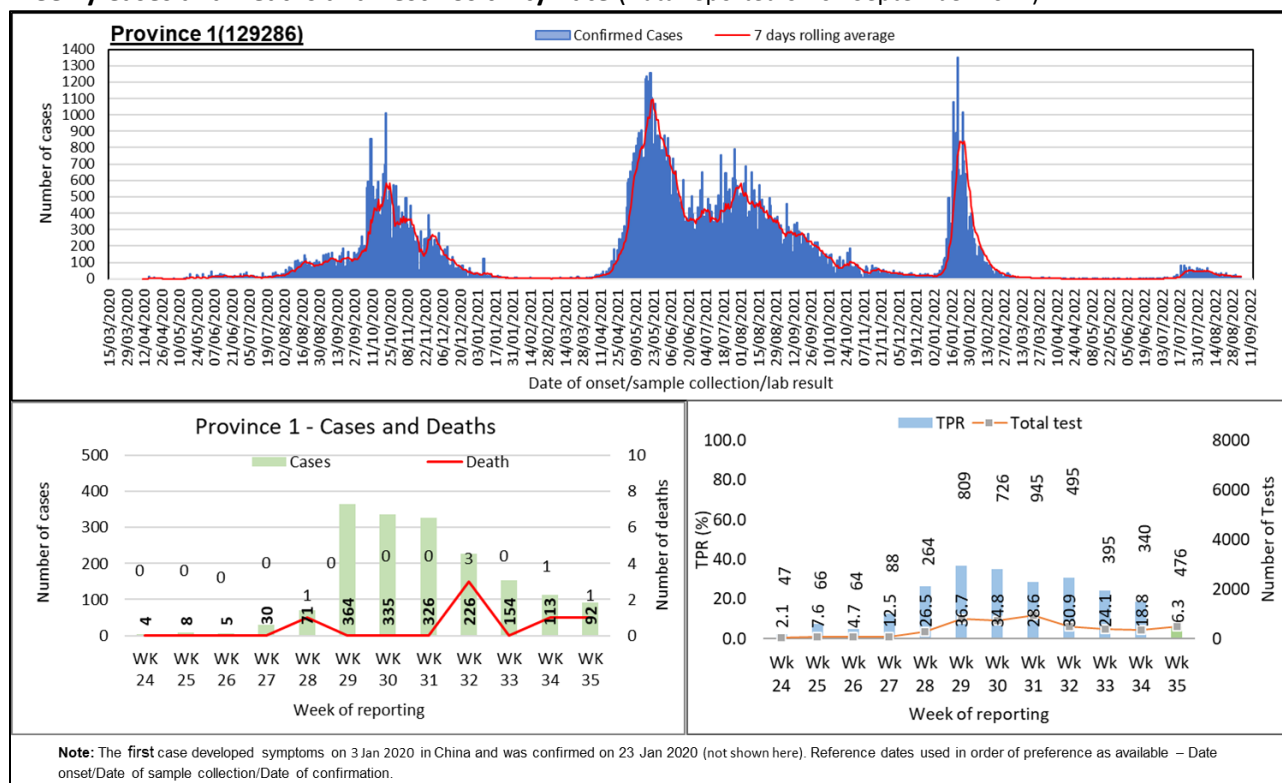 Province 1(129286)
Confirmed Cases 7 days rolling average
Number of cases
1400
1300
1200
1100
1000
900
800
700
600
500
400
300
200
100
0
15/03/2020 29/03/2020 12/04/2020 26/04/2020 10/05/2020 24/05/2020 07/06/2020 21/06/2020 05/07/2020 19/07/2020 02/08/2020 16/08/2020 30/08/2020 13/09/2020 27/09/2020 11/10/2020 25/10/2020 08/11/2020 22/11/2020 06/12/2020 20/12/2020 03/01/2021 17/01/2021 31/01/2021 14/02/2021 28/02/2021 14/03/2021 28/03/2021 11/04/2021 25/04/2021 09/05/2021 23/05/2021 06/06/2021 20/06/2021 04/07/2021 18/07/2021 01/08/2021 15/08/2021 29/08/2021 12/09/2021 26/09/2021 10/10/2021 24/10/2021 07/11/2021 21/11/2021 05/12/2021 19/12/2021 02/01/2022 16/01/2022 30/01/2022 13/02/2022 27/02/2022 13/03/2022 27/03/2022 10/04/2022 24/04/2022 08/05/2022 22/05/2022 05/06/2022 19/06/2022 03/07/2022 17/07/2022 31/07/2022 14/08/2022 28/08/2022 11/09/2022
Date of onset/sample collection/lab result
Province 1 - Cases and Deaths
Cases Death
Number of cases
500
400
300
200
100
0
0 0 0 0 1 0 0 0 3 0 1 1
4 8 5 30 71 364 335 326 226 154 113 92
10
8
6
4
2
0
Number of deaths
WK WK WK WK WK WK WK WK WK WK WK WK
24 25 26 27 28 29 30 31 32 33 34 35
Week of reporting
TPR Total test
TPR (%)
100.0
80.0
60.0
40.0
20.0
0.0
47 66 64 88 264 809 726 945 495 395 340 476
2.1 7.6 14.7 12.5 26.5 36.7 34.8 28.6 30.9 24.1 18.8 6.3
8000
6000
4000
2000
0
Number of Tests
Wk Wk Wk Wk Wk Wk Wk Wk Wk Wk Wk Wk
24 25 26 27 28 29 30 31 32 33 34 35
Week of reporting
Note: The first case developed symptoms on 3 Jan 2020 in China and was confirmed on 23 Jan 2020 (not shown here). Reference dates used in order of preference as available – Date
onset/Date of sample collection/Date of confirmation.